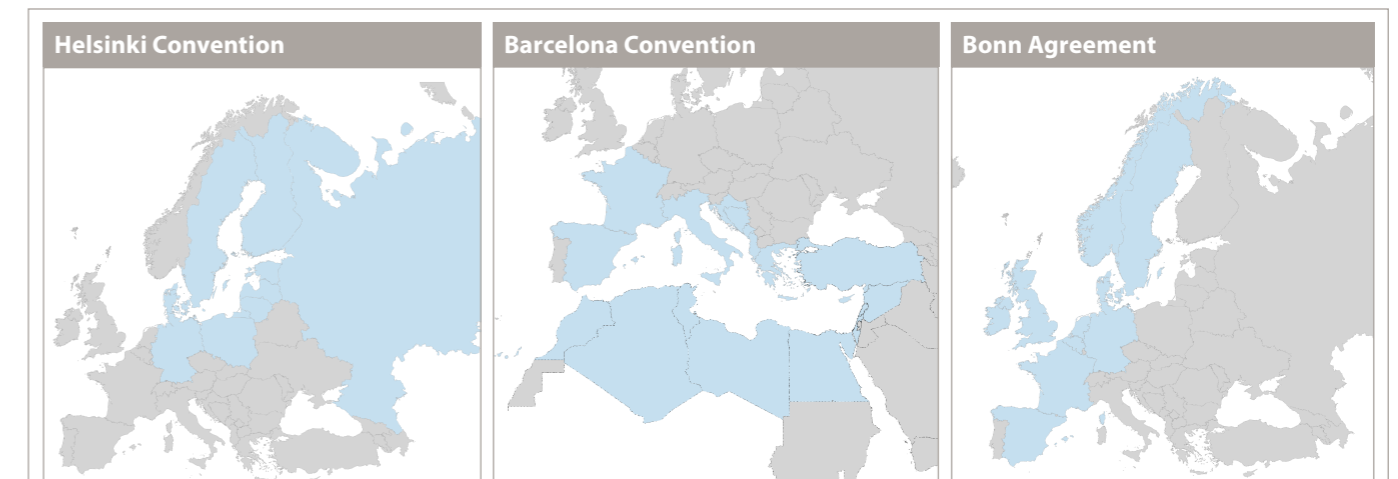 Helsinki Convention
Barcelona Convention
Bonn Agreement